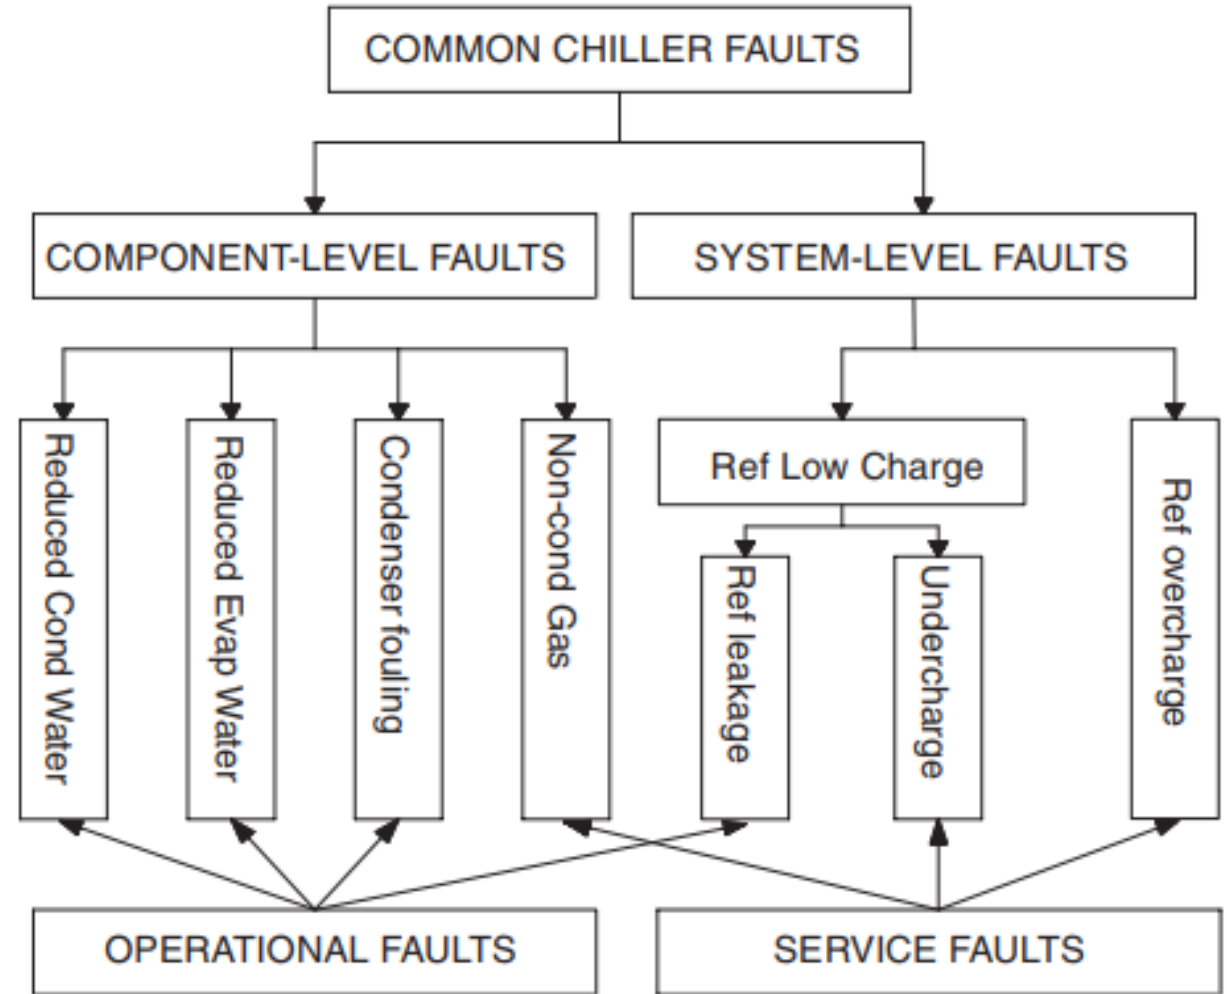 COMMON CHILLER FAULTS
COMPONENT-LEVEL FAULTS
SYSTEM-LEVEL FAULTS
Reduced Cond Water
Reduced Evap Water
Condenser fouling
Non-cond Gas
Ref Low Charge
Ref leakage
Undercharge
Ref overcharge
OPERATIONAL FAULTS
SERVICE FAULTS